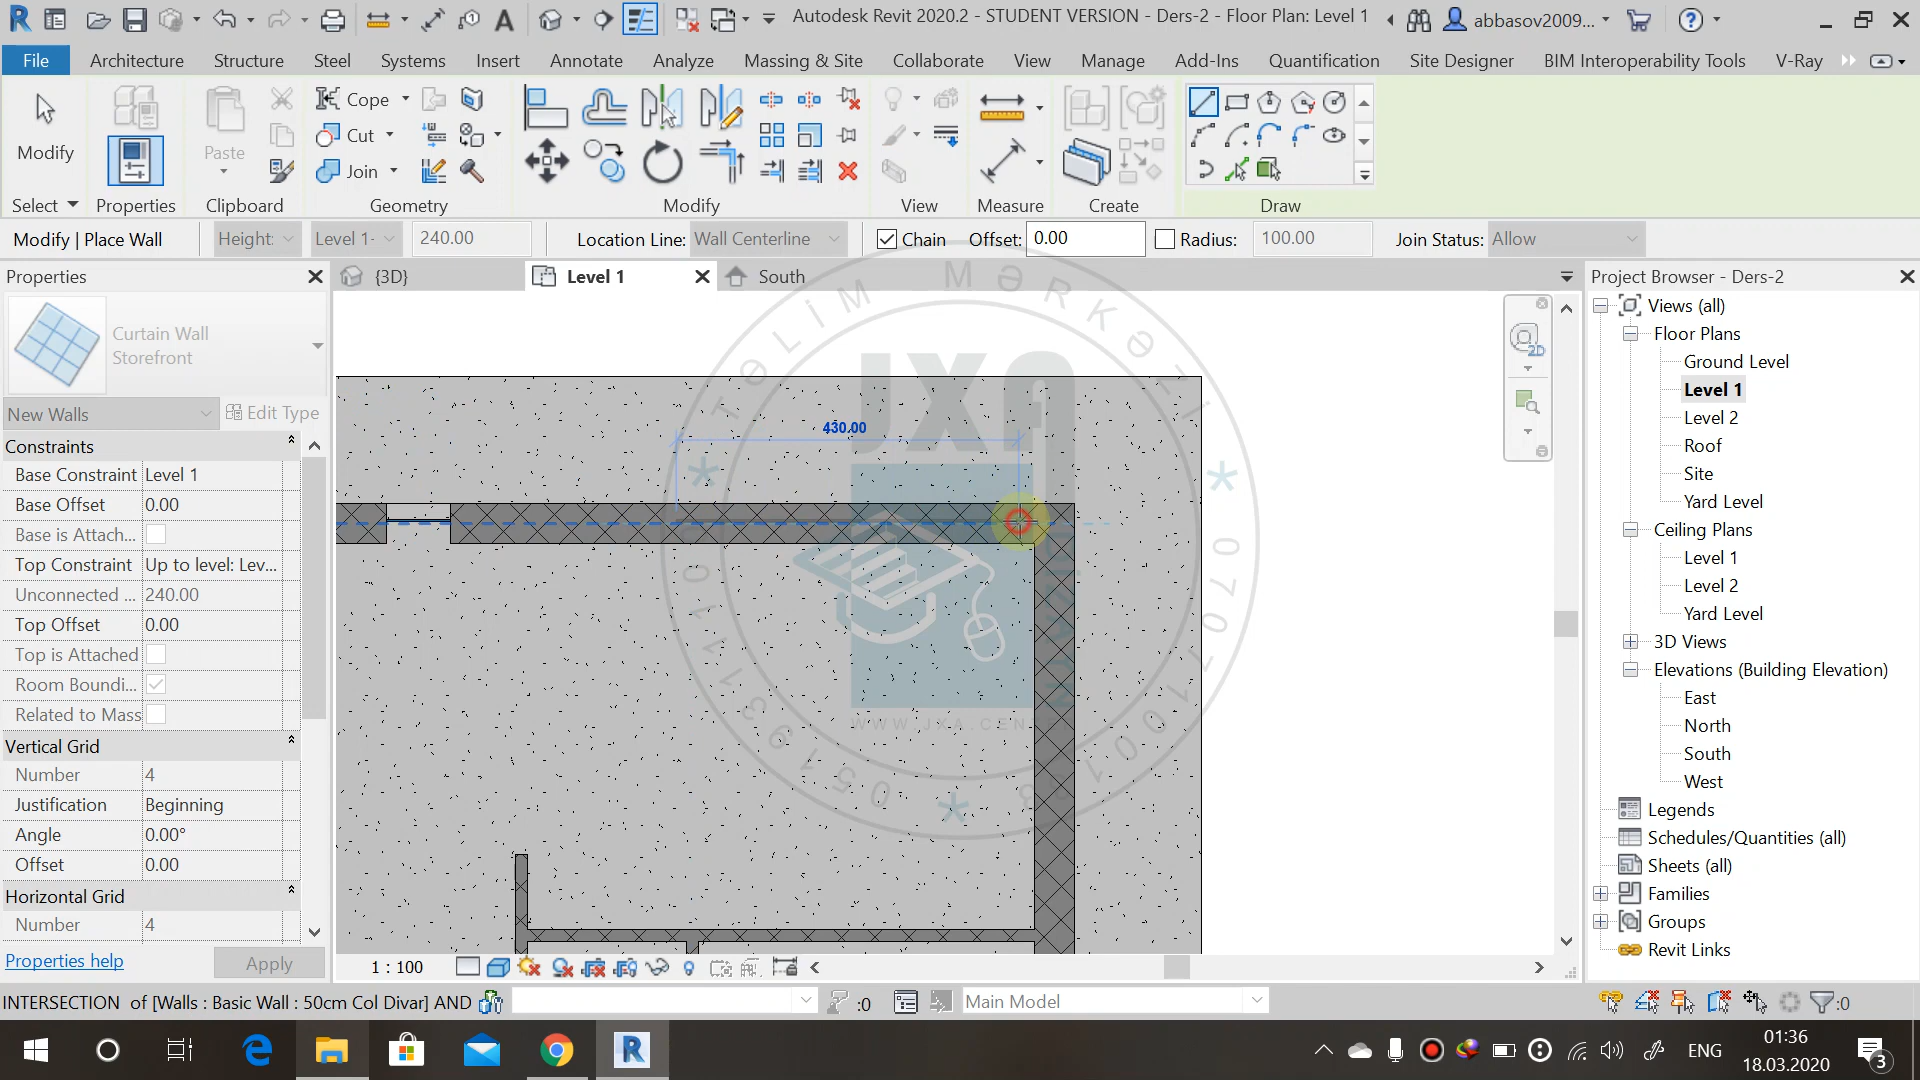 Autodesk Revit 2020.2 - STUDENT VERSION - Ders-2 - Floor Plan: Level 1
abbasov2009...
File
Architecture
Structure
Steel
Systems
Insert
Annotate
Analyze
Massing & Site
Collaborate
View
Manage
Add-Ins
Quantification
Site Designer
BIM Interoperability Tools
V-Ray
Modify
Paste
Cope
Cut
Join
Select
Properties
Clipboard
Geometry
Modify
View
Measure
Create
Draw
Modify | Place Wall
Height:
Level 1-
240.00
Location Line:
Wall Centerline
Chain
Offset:
0.00
Radius:
100.00
Join Status:
Allow
Properties
{3D}
Level 1
South
Project Browser - Ders-2
Curtain Wall
Storefront
New Walls
Edit Type
Constraints
Base Constraint Level 1
Base Offset 0.00
Base is Attach...
Top Constraint Up to level: Lev...
Unconnected ... 240.00
Top Offset 0.00
Top is Attached
Room Boundi...
Related to Mass
Vertical Grid
Number 4
Justification Beginning
Angle 0.00°
Offset 0.00
Horizontal Grid
Number 4
Properties help
Apply
430.00
TƏLİM MƏRKƏZİ
JXA
WWW.JXA.CENTE
2D
Views (all)
Floor Plans
Ground Level
Level 1
Level 2
Roof
Site
Yard Level
Ceiling Plans
Level 1
Level 2
Yard Level
3D Views
Elevations (Building Elevation)
East
North
South
West
Legends
Schedules/Quantities (all)
Sheets (all)
Families
Groups
Revit Links
1 : 100
INTERSECTION of [Walls : Basic Wall : 50cm Col Divar] AND
:0
Main Model
:0
ENG
01:36
18.03.2020
3